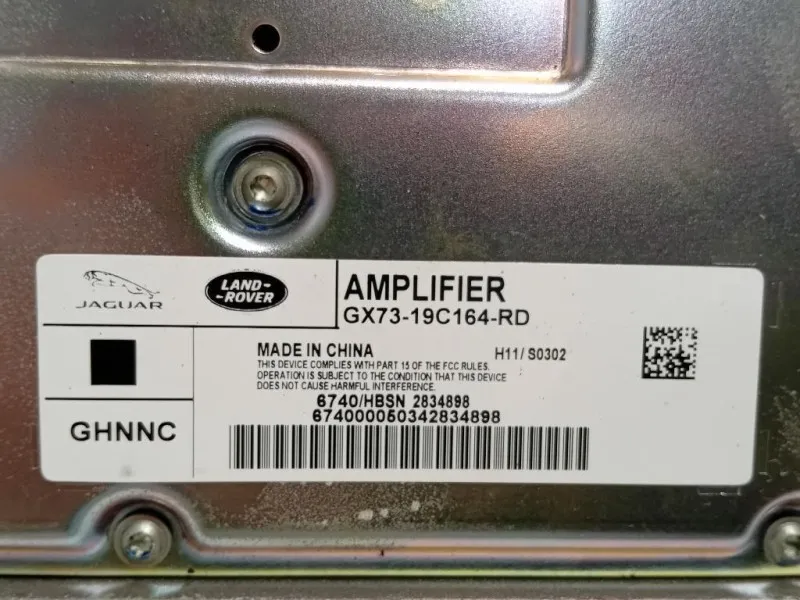 JAGUAR
LAND-
-ROVER
AMPLIFIER
GX73-19C164-RD
MADE IN CHINA
H11/S0302
THIS DEVICE COMPLIES WITH PART 15 OF THE FCC RULES.
OPERATION IS SUBJECT TO THE CONDITION THAT THIS DEVICE
DOES NOT CAUSE HARMFUL INTERFERENCE.
6740/HBSN 2834898
674000050342834898
GHNNC